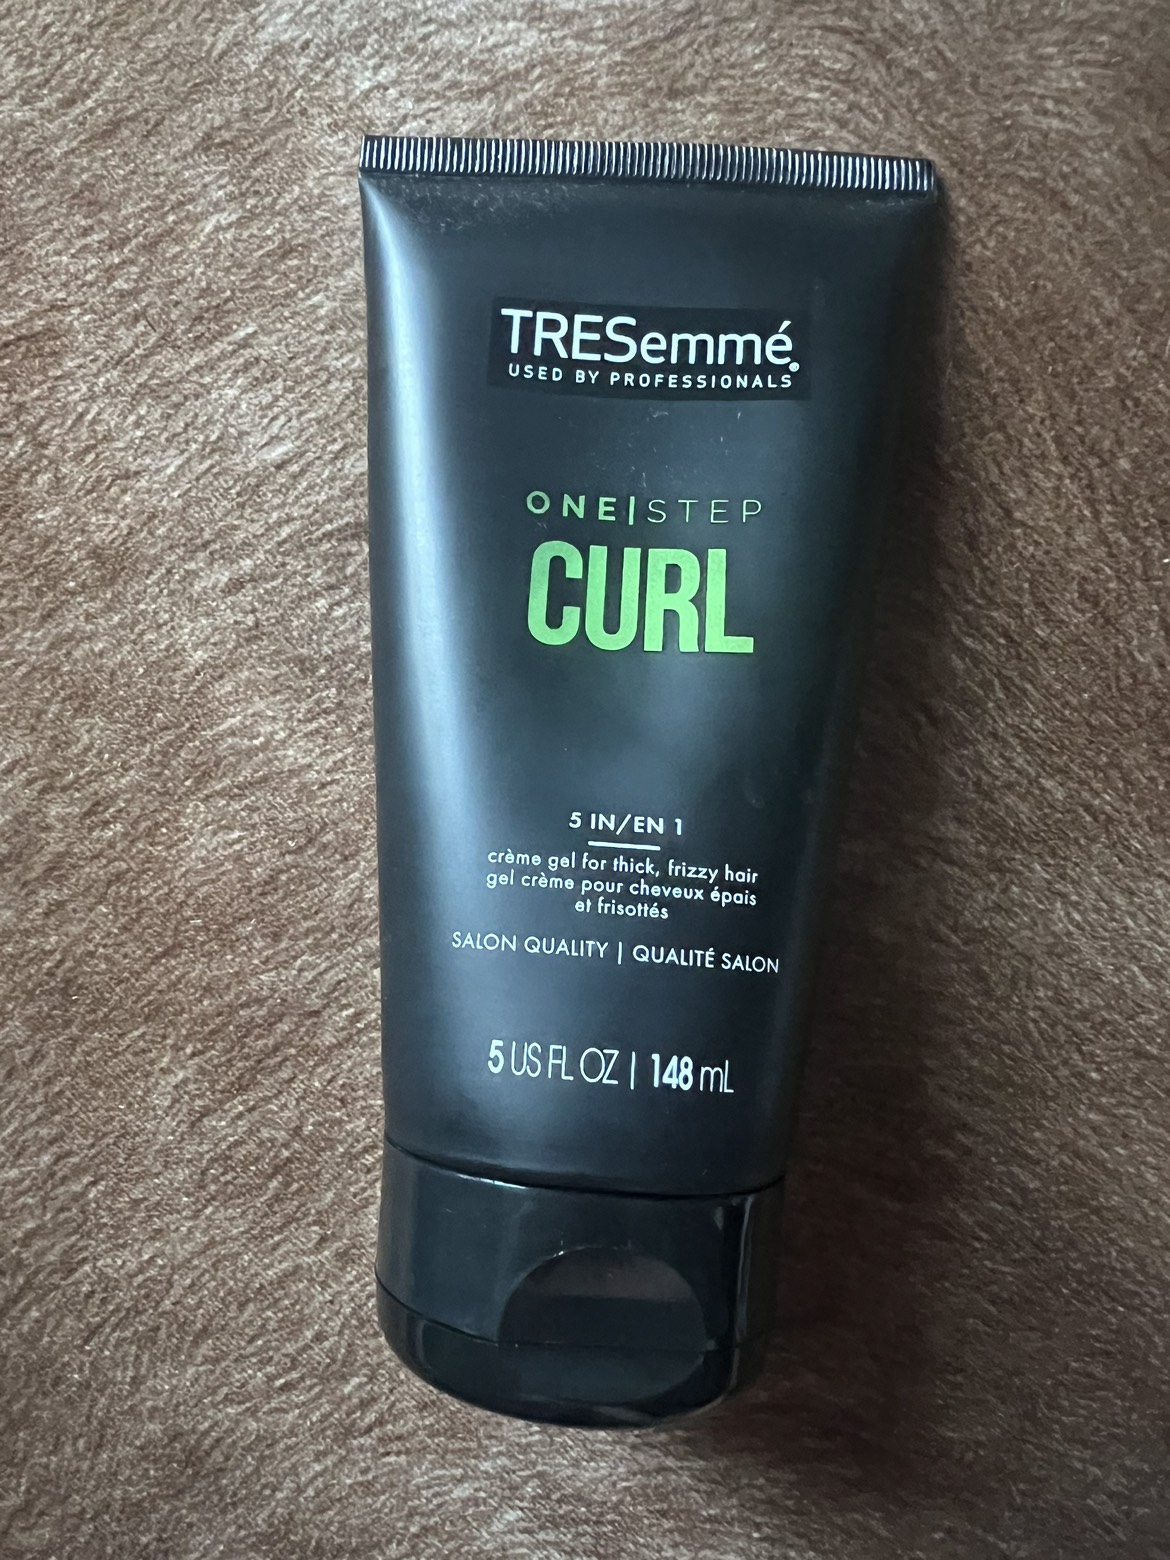 TRESemmé®
USED BY PROFESSIONALS
ONE|STEP
CURL
5 IN/EN 1
crème gel for thick, frizzy hair
gel crème pour cheveux épais
et frisottés
SALON QUALITY | QUALITÉ SALON
5 US FL OZ | 148 mL